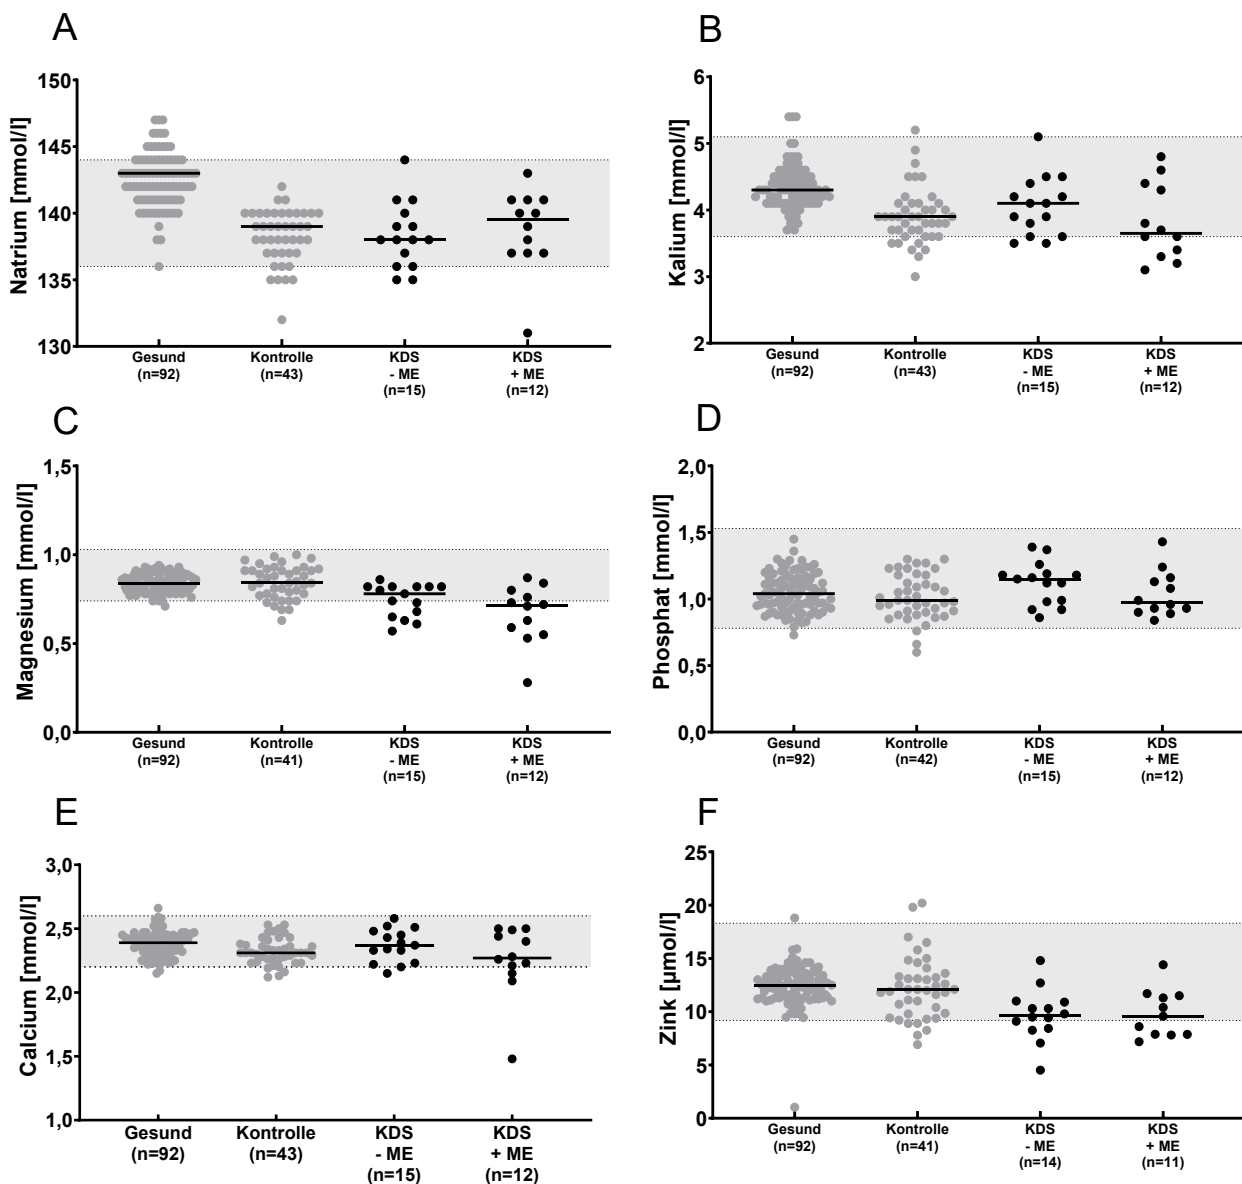 A
Natrium [mmol/l]
150
145
140
135
130
Gesund
(n=92)
Kontrolle
(n=43)
KDS
- ME
(n=15)
KDS
+ ME
(n=12)
B
Kalium [mmol/l]
6
5
4
3
2
Gesund
(n=92)
Kontrolle
(n=43)
KDS
- ME
(n=15)
KDS
+ ME
(n=12)
C
Magnesium [mmol/l]
1,5
1,0
0,5
0,0
Gesund
(n=92)
Kontrolle
(n=41)
KDS
- ME
(n=15)
KDS
+ ME
(n=12)
D
Phosphat [mmol/l]
2,0
1,5
1,0
0,5
0,0
Gesund
(n=92)
Kontrolle
(n=42)
KDS
- ME
(n=15)
KDS
+ ME
(n=12)
E
Calcium [mmol/l]
3,0
2,5
2,0
1,5
1,0
Gesund
(n=92)
Kontrolle
(n=43)
KDS
- ME
(n=15)
KDS
+ ME
(n=12)
F
Zink [µmol/l]
25
20
15
10
5
0
Gesund
(n=92)
Kontrolle
(n=41)
KDS
- ME
(n=14)
KDS
+ ME
(n=11)